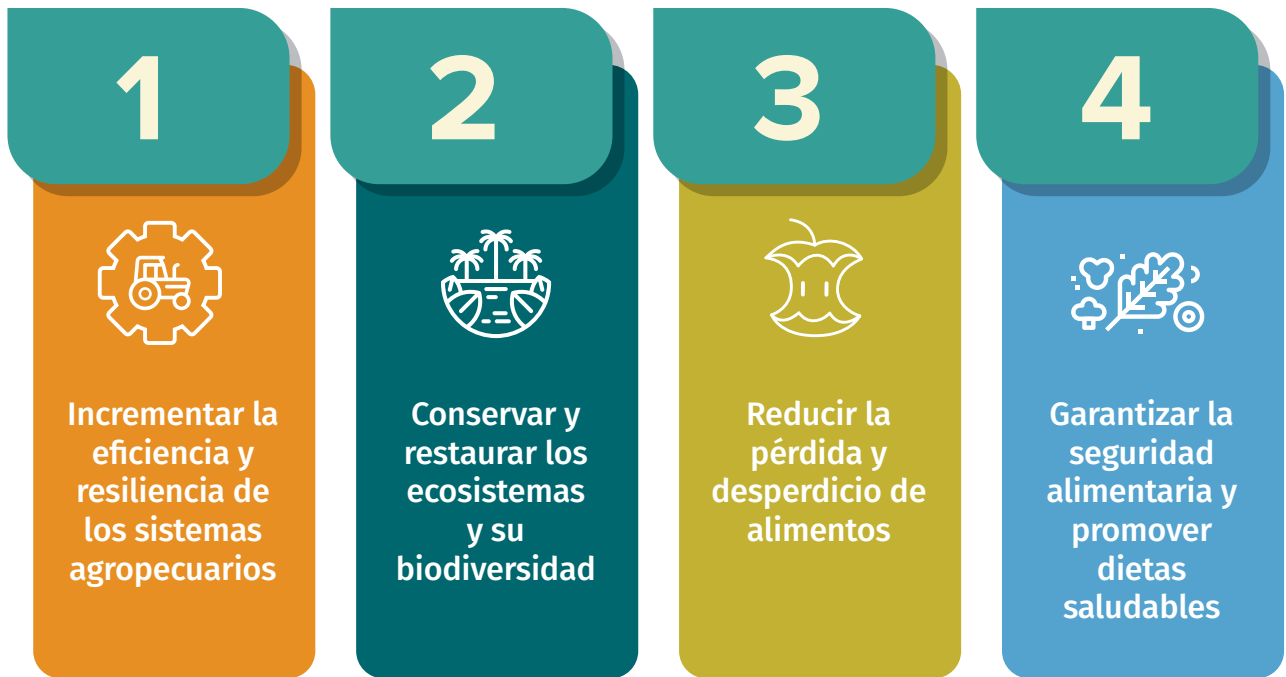 1
Incrementar la
eficiencia y
resiliencia de
los sistemas
agropecuarios
2
Conservar y
restaurar los
ecosistemas
y su
biodiversidad
3
Reducir la
pérdida y
desperdicio de
alimentos
4
Garantizar la
seguridad
alimentaria y
promover
dietas
saludables